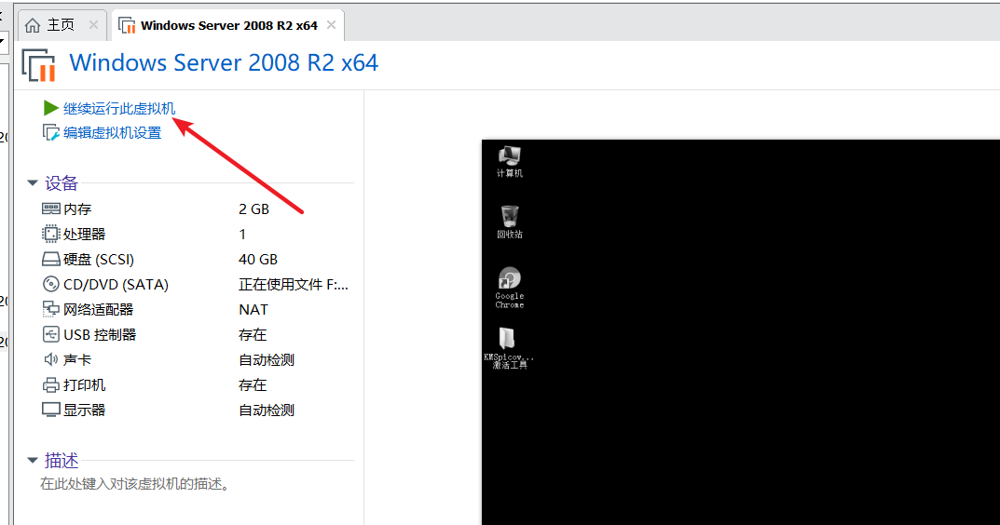 主页
Windows Server 2008 R2 x64
Windows Server 2008 R2 x64
继续运行此虚拟机
编辑虚拟机设置
设备
内存 2 GB
处理器 1
硬盘 (SCSI) 40 GB
CD/DVD (SATA) 正在使用文件 F:...
网络适配器 NAT
USB 控制器 存在
声卡 自动检测
打印机 存在
显示器 自动检测
描述
在此处键入对该虚拟机的描述。
计算机
回收站
Google
Chrome
KMSpicov...
激活工具